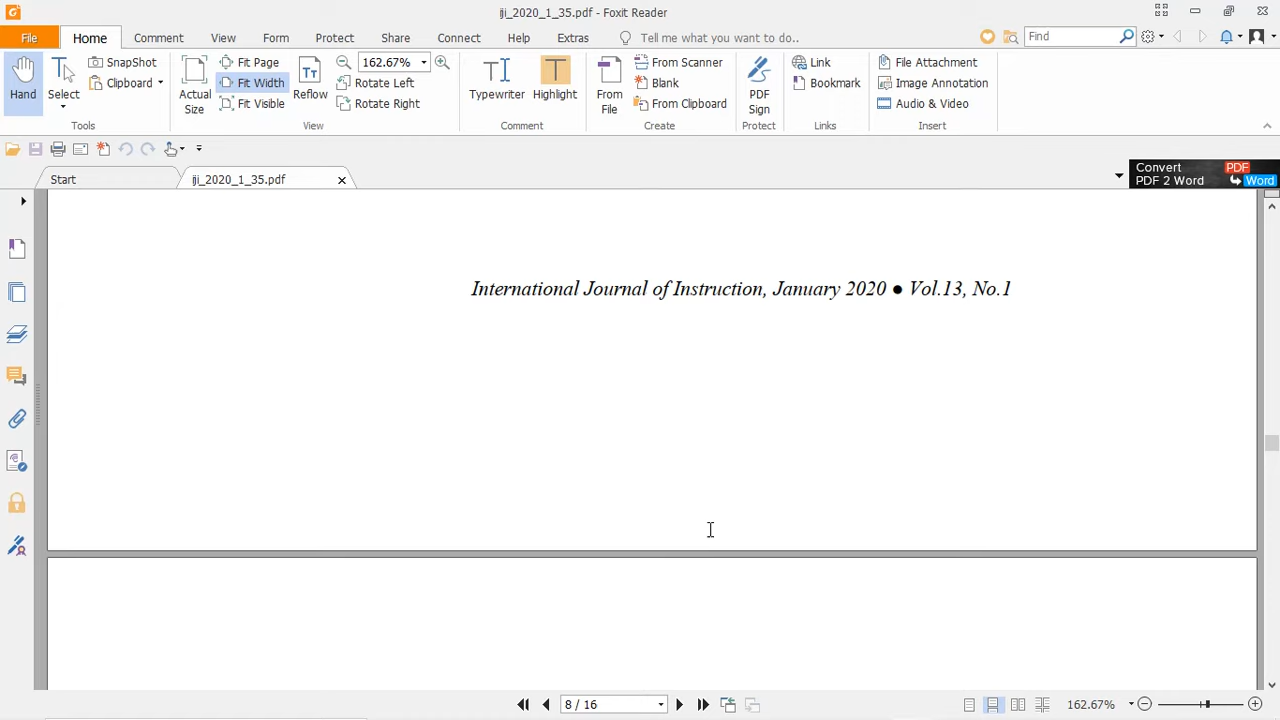 iji_2020_1_35.pdf - Foxit Reader
File Home Comment View Form Protect Share Connect Help Extras Tell me what you want to do.. Find
Hand
Select
SnapShot
Clipboard
Tools
Actual Size
Fit Page
Fit Width
Fit Visible
Reflow
162.67%
Rotate Left
Rotate Right
View
Typewriter
Highlight
Comment
From File
From Scanner
Blank
From Clipboard
Create
PDF Sign
Protect
Link
Bookmark
Links
File Attachment
Image Annotation
Audio & Video
Insert
Start
iji_2020_1_35.pdf
Convert PDF
PDF 2 Word Word
International Journal of Instruction, January 2020 ● Vol.13, No.1
8 / 16
162.67%